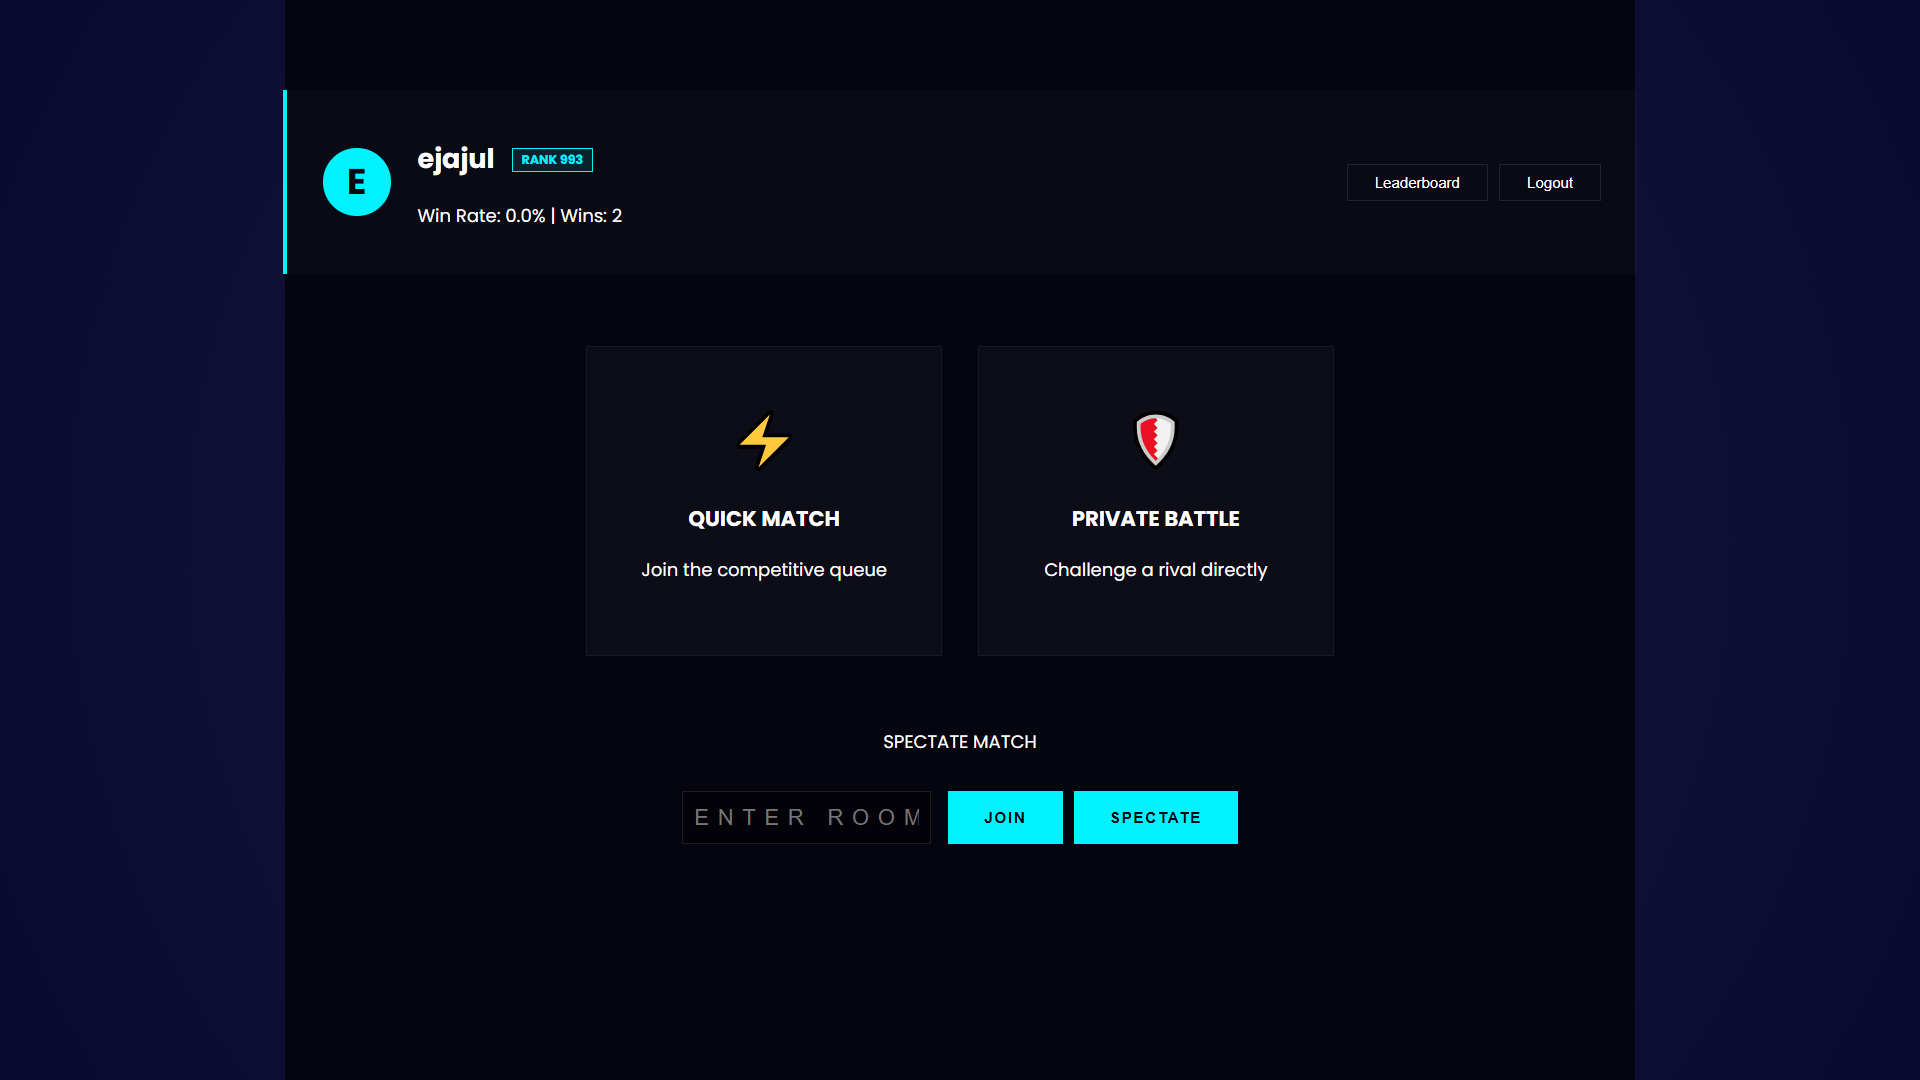 E
ejajul
RANK 993
Win Rate: 0.0% | Wins: 2
Leaderboard
Logout
QUICK MATCH
Join the competitive queue
PRIVATE BATTLE
Challenge a rival directly
SPECTATE MATCH
ENTER ROOM
JOIN
SPECTATE